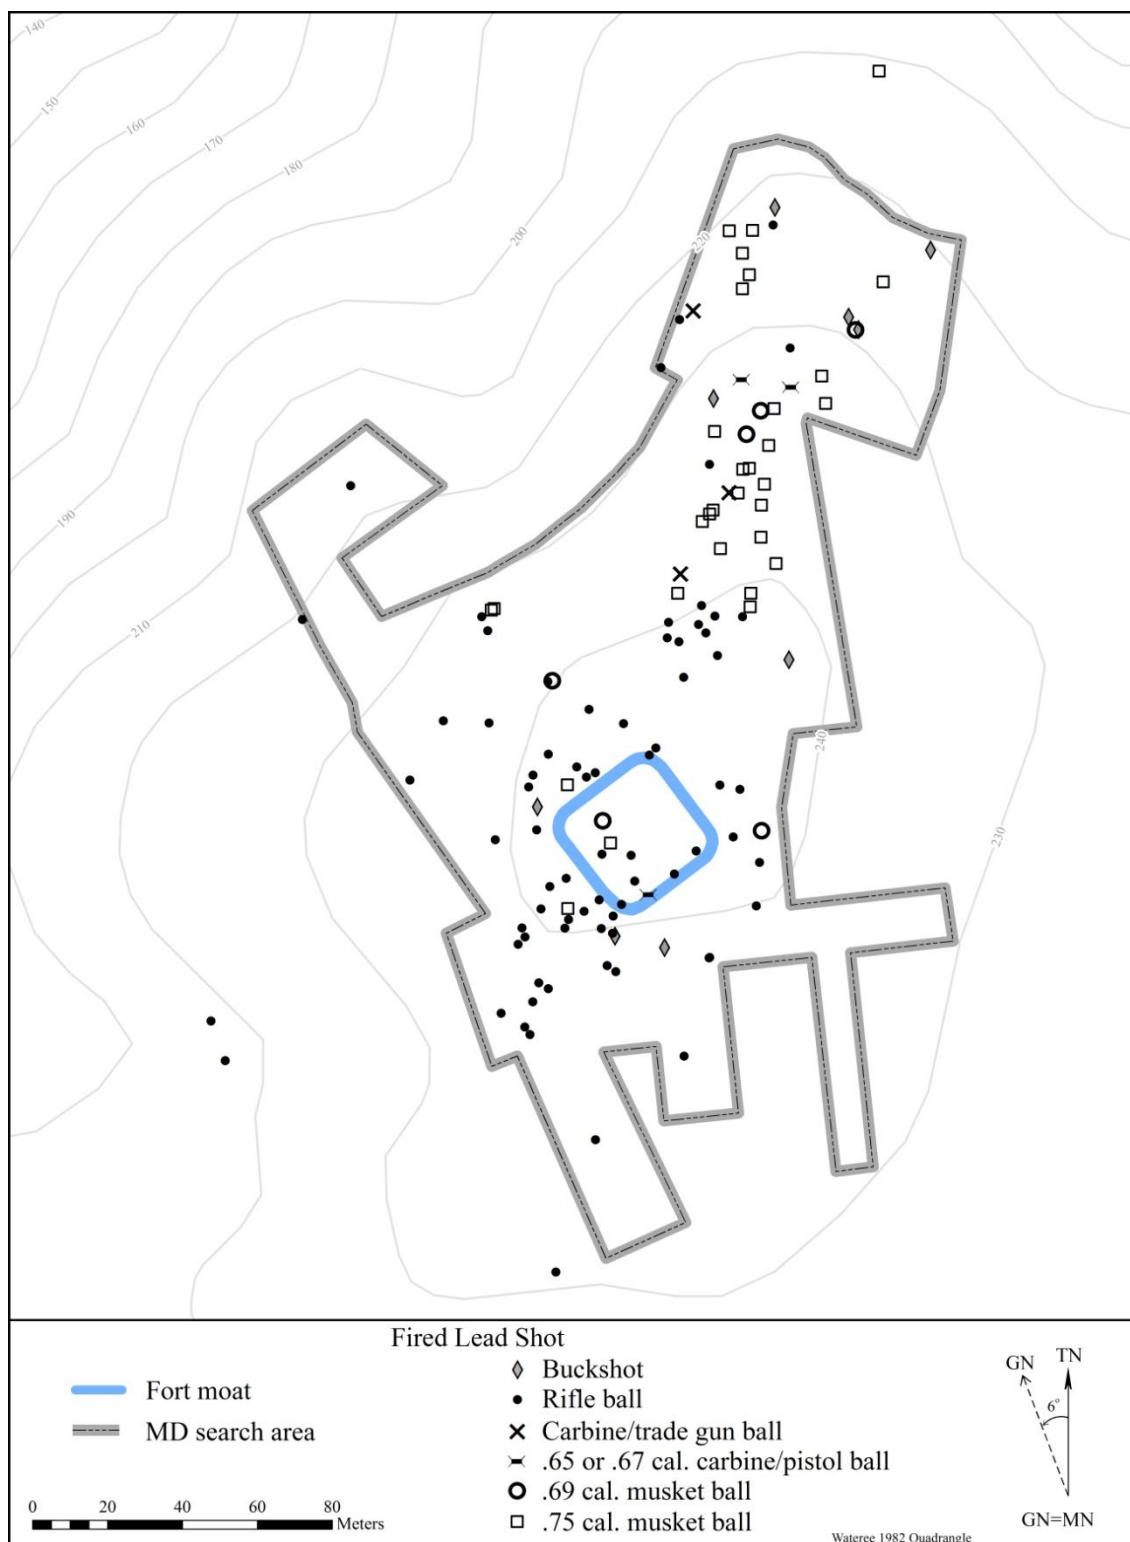 140
150
160
170
180
200
220
190
210
240
230
Fired Lead Shot
Fort moat
MD search area
Buckshot
Rifle ball
Carbine/trade gun ball
.65 or .67 cal. carbine/pistol ball
.69 cal. musket ball
.75 cal. musket ball
0 20 40 60 80
Meters
GN TN
6°
GN=MN
Wateree 1982 Quadrangle